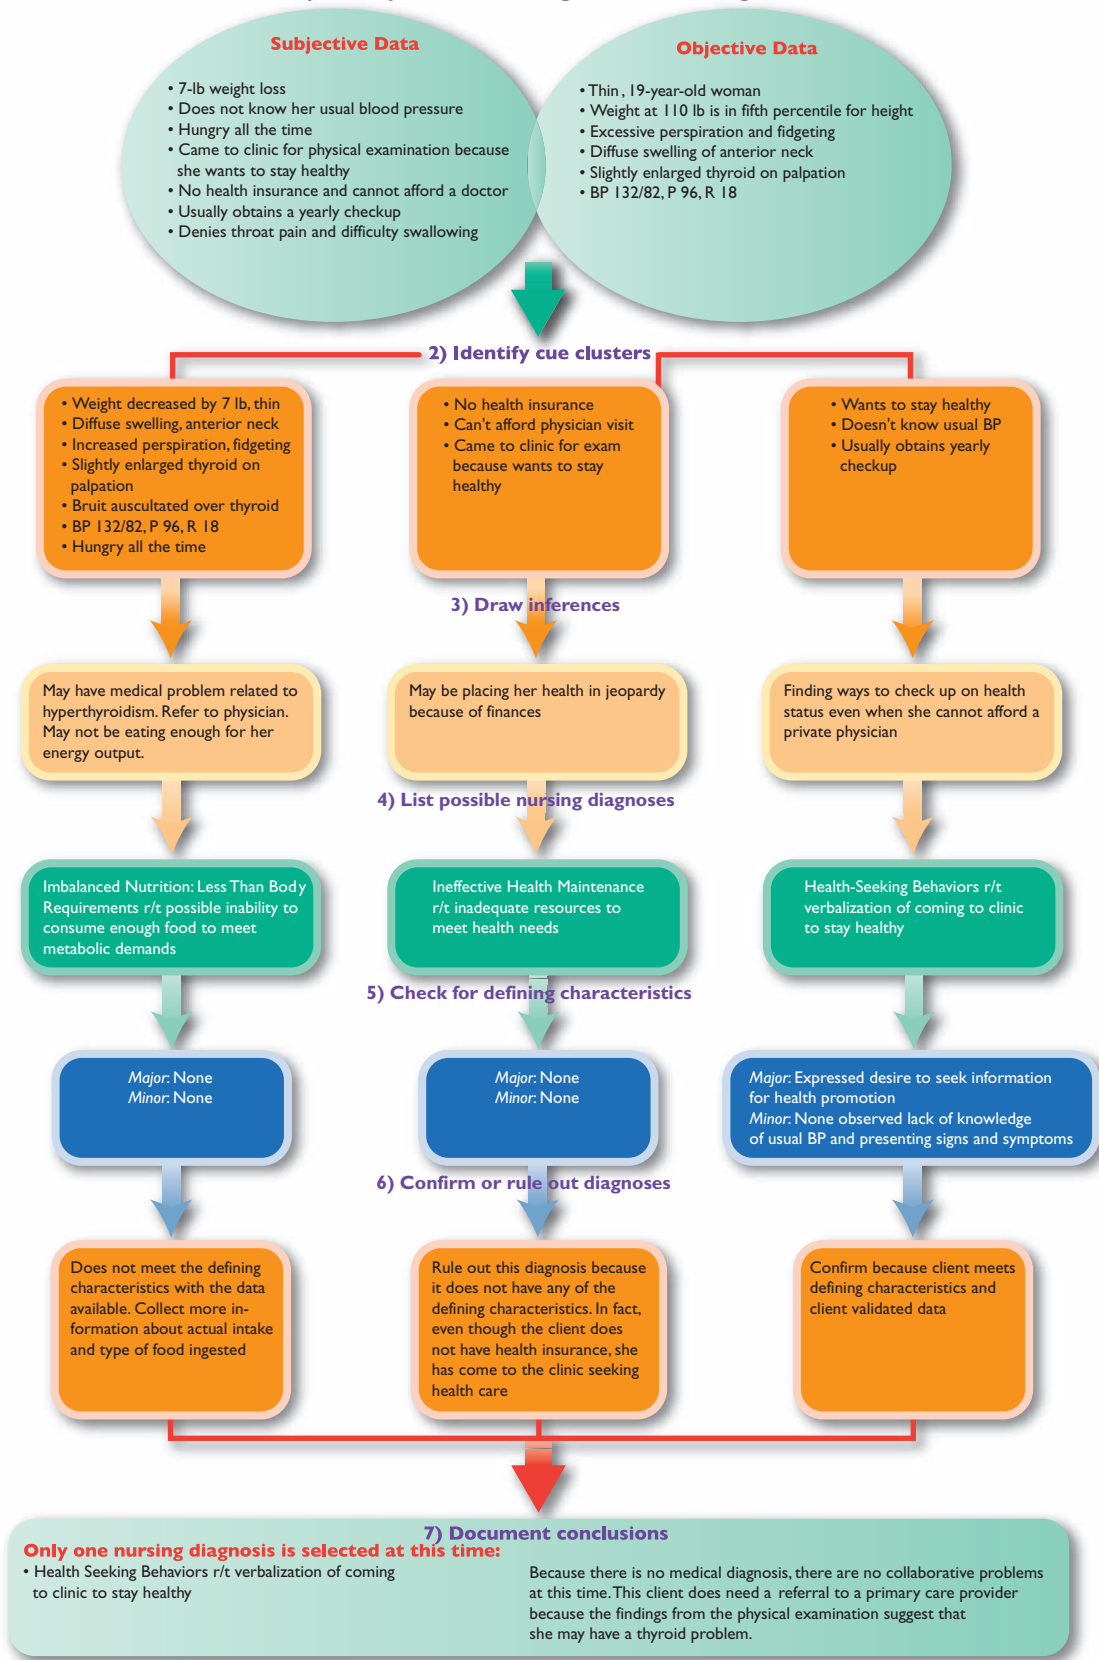 Subjective Data
• 7-lb weight loss
• Does not know her usual blood pressure
• Hungry all the time
• Came to clinic for physical examination because
she wants to stay healthy
• No health insurance and cannot afford a doctor
• Usually obtains a yearly checkup
• Denies throat pain and difficulty swallowing
Objective Data
• Thin, 19-year-old woman
• Weight at 110 lb is in fifth percentile for height
• Excessive perspiration and fidgeting
• Diffuse swelling of anterior neck
• Slightly enlarged thyroid on palpation
• BP 132/82, P 96, R 18
2) Identify cue clusters
• Weight decreased by 7 lb, thin
• Diffuse swelling, anterior neck
• Increased perspiration, fidgeting
• Slightly enlarged thyroid on
palpation
• Bruit auscultated over thyroid
• BP 132/82, P 96, R 18
• Hungry all the time
• No health insurance
• Can't afford physician visit
• Came to clinic for exam
because wants to stay
healthy
• Wants to stay healthy
• Doesn't know usual BP
• Usually obtains yearly
checkup
3) Draw inferences
May have medical problem related to
hyperthyroidism. Refer to physician.
May not be eating enough for her
energy output.
May be placing her health in jeopardy
because of finances
Finding ways to check up on health
status even when she cannot afford a
private physician
4) List possible nursing diagnoses
Imbalanced Nutrition: Less Than Body
Requirements r/t possible inability to
consume enough food to meet
metabolic demands
Ineffective Health Maintenance
r/t inadequate resources to
meet health needs
Health-Seeking Behaviors r/t
verbalization of coming to clinic
to stay healthy
5) Check for defining characteristics
Major: None
Minor: None
Major: None
Minor: None
Major: Expressed desire to seek information
for health promotion
Minor: None observed lack of knowledge
of usual BP and presenting signs and symptoms
6) Confirm or rule out diagnoses
Does not meet the defining
characteristics with the data
available. Collect more in-
formation about actual intake
and type of food ingested
Rule out this diagnosis because
it does not have any of the
defining characteristics. In fact,
even though the client does
not have health insurance, she
has come to the clinic seeking
health care
Confirm because client meets
defining characteristics and
client validated data
7) Document conclusions
Only one nursing diagnosis is selected at this time:
• Health Seeking Behaviors r/t verbalization of coming
to clinic to stay healthy
Because there is no medical diagnosis, there are no collaborative problems
at this time. This client does need a referral to a primary care provider
because the findings from the physical examination suggest that
she may have a thyroid problem.